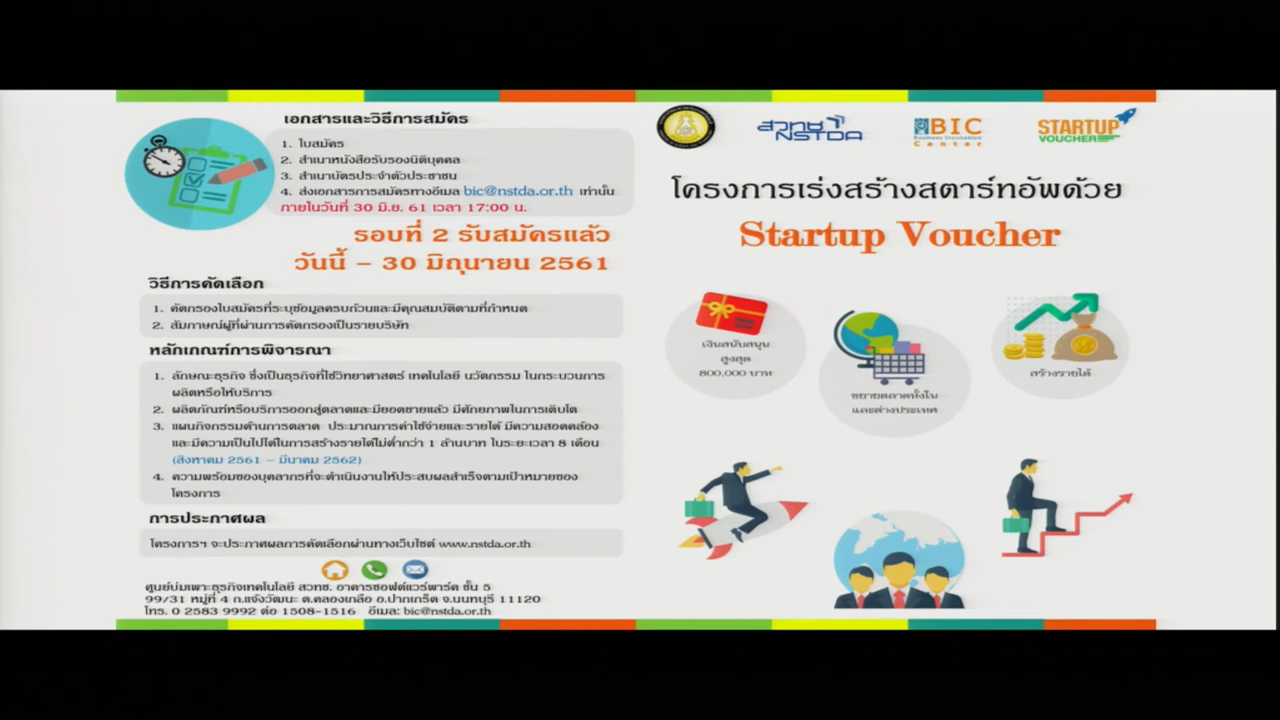 เอกสารและวิธีการสมัคร
1. ใบสมัคร
2. สำเนาหนังสือรับรองนิติบุคคล
3. สำเนาบัตรประจำตัวประชาชน
4. ส่งเอกสารการสมัครทางอีเมล bic@nstda.or.th เท่านั้น
ภายในวันที่ 30 มิ.ย. 61 เวลา 17:00 น.
รอบที่ 2 รับสมัครแล้ว
วันนี้ – 30 มิถุนายน 2561
วิธีการคัดเลือก
1. คัดกรองใบสมัครที่ระบุข้อมูลครบถ้วนและมีคุณสมบัติตามที่กำหนด
2. สัมภาษณ์ผู้ที่ผ่านการคัดกรองเป็นรายบริษัท
หลักเกณฑ์การพิจารณา
1. ลักษณะธุรกิจ ซึ่งเป็นธุรกิจที่ใช้วิทยาศาสตร์ เทคโนโลยี นวัตกรรม ในกระบวนการ
ผลิตหรือให้บริการ
2. ผลิตภัณฑ์หรือบริการออกสู่ตลาดและมียอดขายแล้ว มีศักยภาพในการเติบโต
3. แผนกิจกรรมด้านการตลาด ประมาณการค่าใช้จ่ายและรายได้ มีความสอดคล้อง
และมีความเป็นไปได้ในการสร้างรายได้ไม่ต่ำกว่า 1 ล้านบาท ในระยะเวลา 8 เดือน
(สิงหาคม 2561 – มีนาคม 2562)
4. ความพร้อมของบุคลากรที่จะดำเนินงานให้ประสบผลสำเร็จตามเป้าหมายของ
โครงการ
การประกาศผล
โครงการฯ จะประกาศผลการคัดเลือกผ่านทางเว็บไซต์ www.nstda.or.th
ศูนย์บ่มเพาะธุรกิจเทคโนโลยี สวทช. อาคารซอฟต์แวร์พาร์ค ชั้น 5
99/31 หมู่ที่ 4 ถ.แจ้งวัฒนะ ต.คลองเกลือ อ.ปากเกร็ด จ.นนทบุรี 11120
โทร. 0 2583 9992 ต่อ 1508-1516 อีเมล: bic@nstda.or.th
สวทช
NSTDA
BIC
Business Incubation
Center
STARTUP
VOUCHER
โครงการเร่งสร้างสตาร์ทอัพด้วย
Startup Voucher
เงินสนับสนุน
สูงสุด
800,000 บาท
ขยายตลาดทั้งใน
และต่างประเทศ
สร้างรายได้